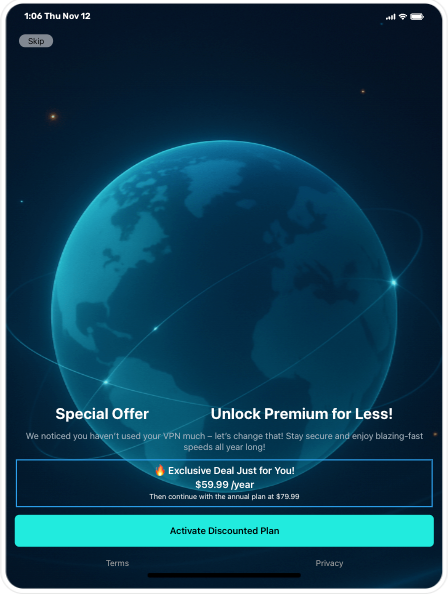 1:06 Thu Nov 12
Skip
Special Offer Unlock Premium for Less!
We noticed you haven't used your VPN much – let's change that! Stay secure and enjoy blazing-fast
speeds all year long!
🔥 Exclusive Deal Just for You!
$59.99 /year
Then continue with the annual plan at $79.99
Activate Discounted Plan
Terms Privacy